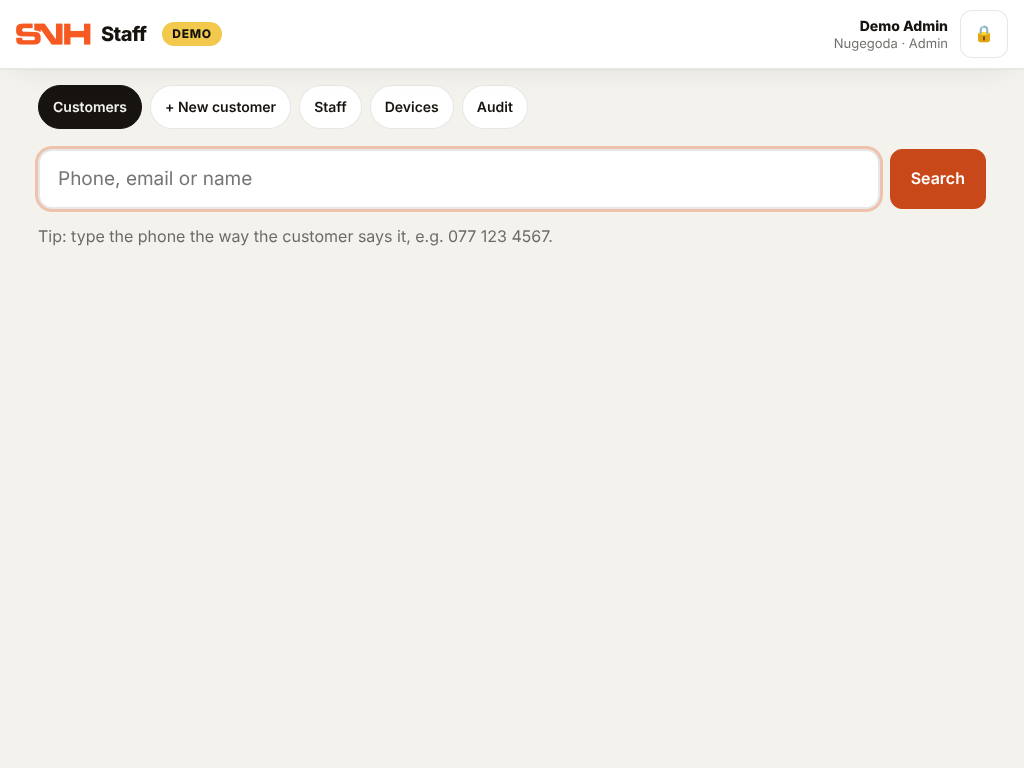 SNH Staff DEMO
Demo Admin
Nugegoda · Admin
Customers + New customer Staff Devices Audit
Phone, email or name Search
Tip: type the phone the way the customer says it, e.g. 077 123 4567.